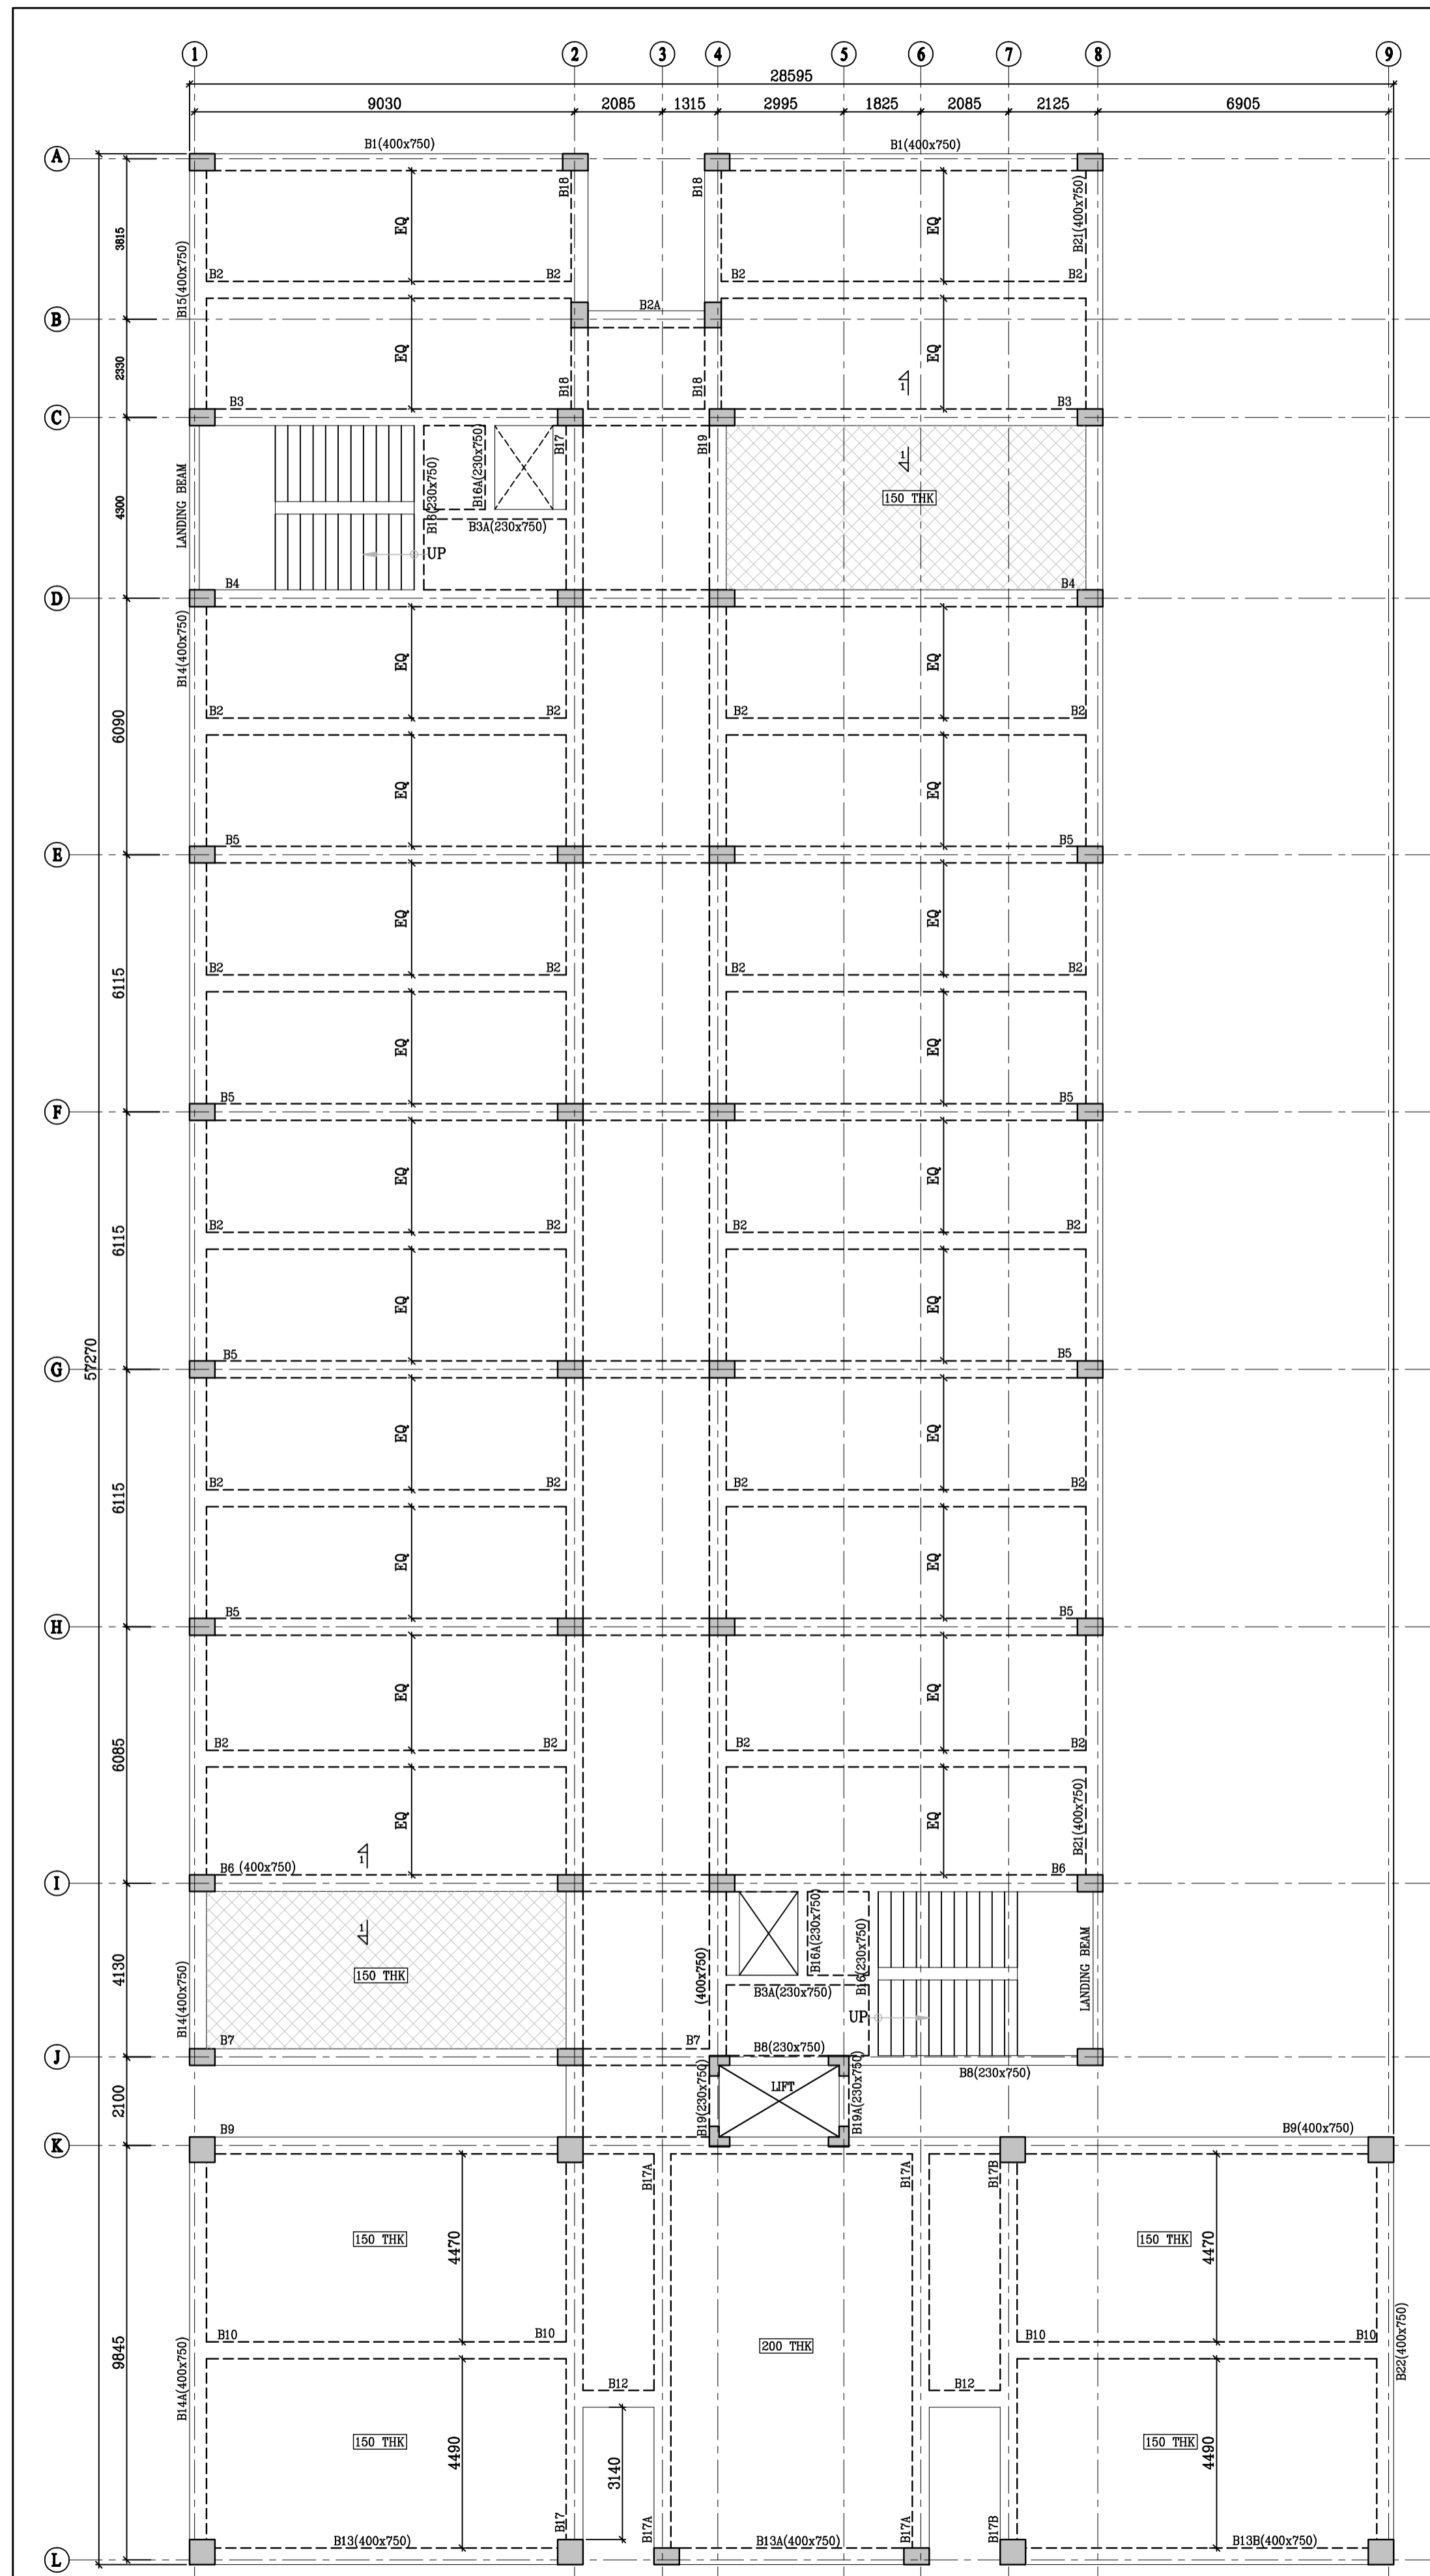 1 2 3 4 5 6 7 8 9
28595
9030 2085 1315 2995 1825 2085 2125 6905
B1(400x750) B1(400x750)
A
B18 B18 B21(400x750)
3815 EQ. EQ.
B15(400x750)
B2 B2 B2 B2
B2A
B
2330 EQ. EQ.
B18 B18 1
B3 B3
C
B17 B19
LANDING BEAM B16(230x750) B16A(230x750) 1
4300 150 THK
B3A(230x750)
UP
B4 B4
D
B14(400x750) EQ. EQ.
B2 B2 B2 B2
6090
EQ. EQ.
B5 B5
E
EQ. EQ.
B2 B2 B2 B2
6115
EQ. EQ.
B5 B5
F
EQ. EQ.
B2 B2 B2 B2
6115
EQ. EQ.
57270
B5 B5
G
EQ. EQ.
B2 B2 B2 B2
6115
EQ. EQ.
B5 B5
H
EQ. EQ.
B2 B2 B2 B2
6085
EQ. EQ. B21(400x750)
1
B6 (400x750) B6
I
1
B16A(230x750) B16(230x750) LANDING BEAM
4130 150 THK (400x750)
B14(400x750) B3A(230x750)
UP
B7 B7 B8(230x750)
J
B8(230x750)
2100 LIFT
B19(230x750) B19A(230x750)
B9 B9(400x750)
K
B17A B17A B17B
150 THK 4470 150 THK 4470
B10 B10 B10 B10
9845 200 THK
B14A(400x750) B22(400x750)
B12 B12
150 THK 4490 150 THK 4490
3140
B17 B17A B17A B17B
B13(400x750) B13A(400x750) B13B(400x750)
L